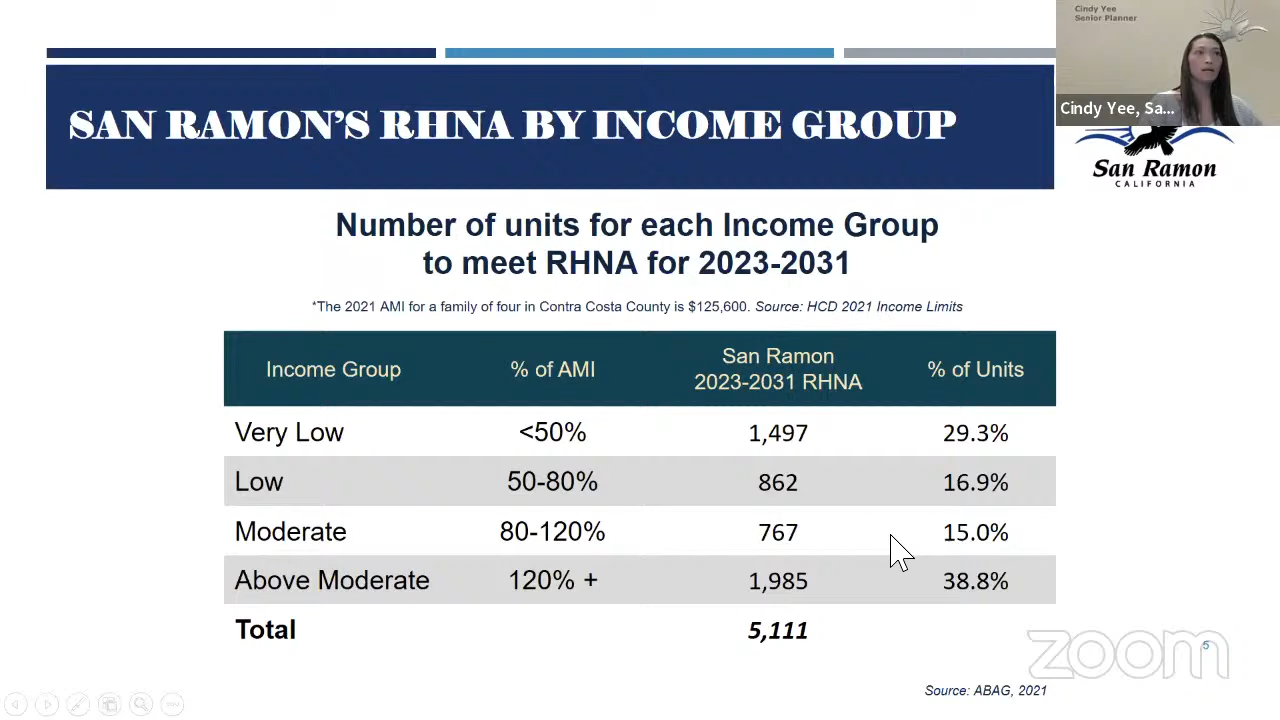 Cindy Yee
Senior Planner
Cindy Yee, Sa...
San Ramon
CALIFORNIA
SAN RAMON'S RHNA BY INCOME GROUP
Number of units for each Income Group
to meet RHNA for 2023-2031
*The 2021 AMI for a family of four in Contra Costa County is $125,600. Source: HCD 2021 Income Limits
Income Group % of AMI San Ramon 2023-2031 RHNA % of Units
Very Low <50% 1,497 29.3%
Low 50-80% 862 16.9%
Moderate 80-120% 767 15.0%
Above Moderate 120% + 1,985 38.8%
Total 5,111
zoom
5
Source: ABAG, 2021